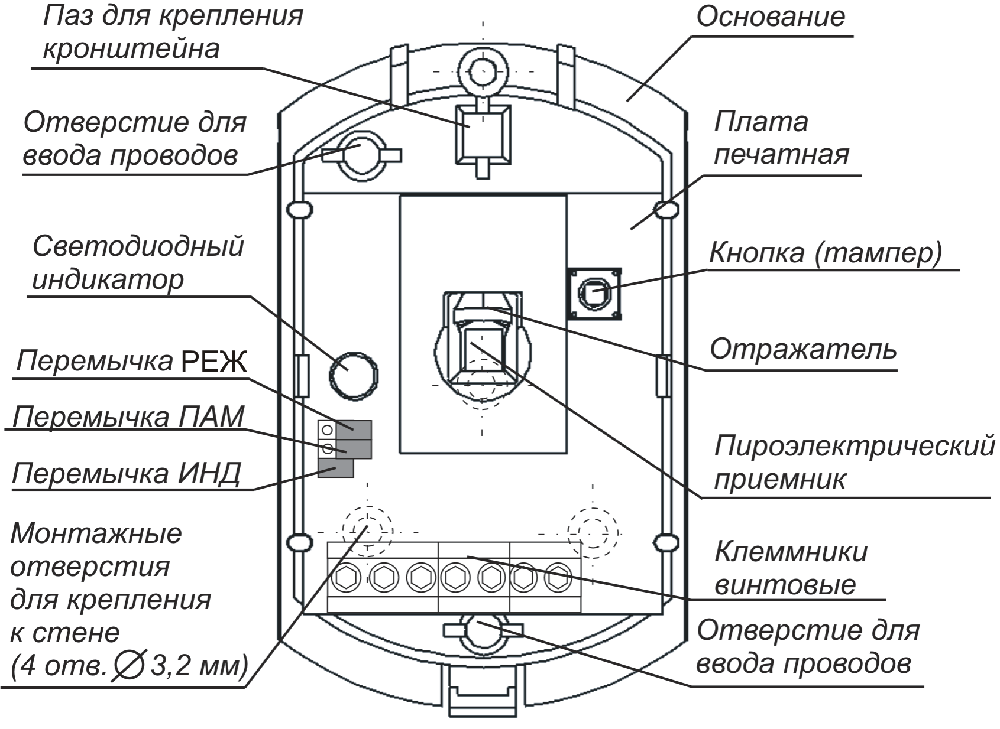 Паз для крепления
кронштейна
Отверстие для
ввода проводов
Светодиодный
индикатор
Перемычка РЕЖ
Перемычка ПАМ
Перемычка ИНД
Монтажные
отверстия
для крепления
к стене
(4 отв. ∅ 3,2 мм)
Основание
Плата
печатная
Кнопка (тампер)
Отражатель
Пироэлектрический
приемник
Клеммники
винтовые
Отверстие для
ввода проводов